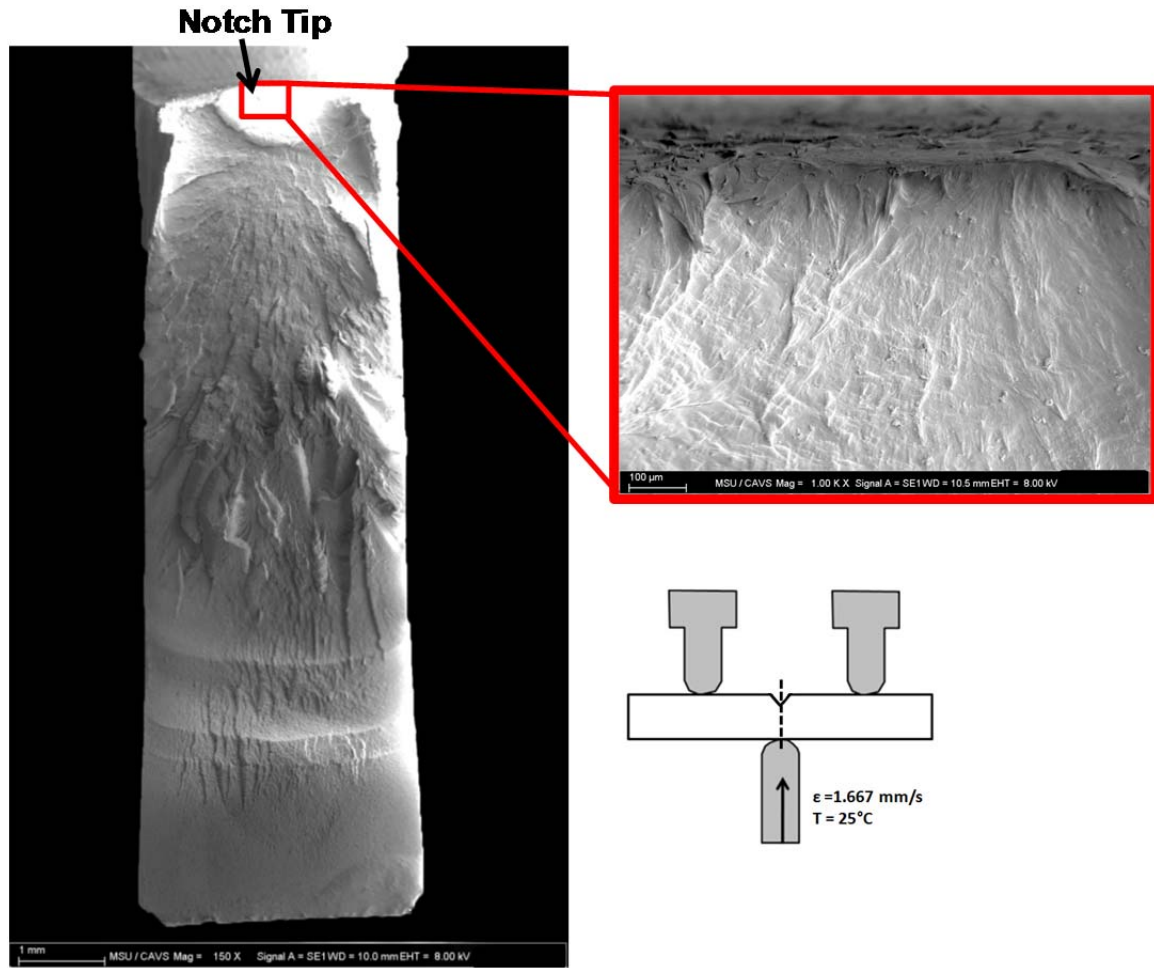 Notch Tip
100 µm
MSU / CAVS Mag = 1.00 K X Signal A = SE1 WD = 10.5 mm EHT = 8.00 kV
ε =1.667 mm/s
T = 25°C
1 mm
MSU / CAVS Mag = 150 X Signal A = SE1 WD = 10.0 mm EHT = 8.00 kV